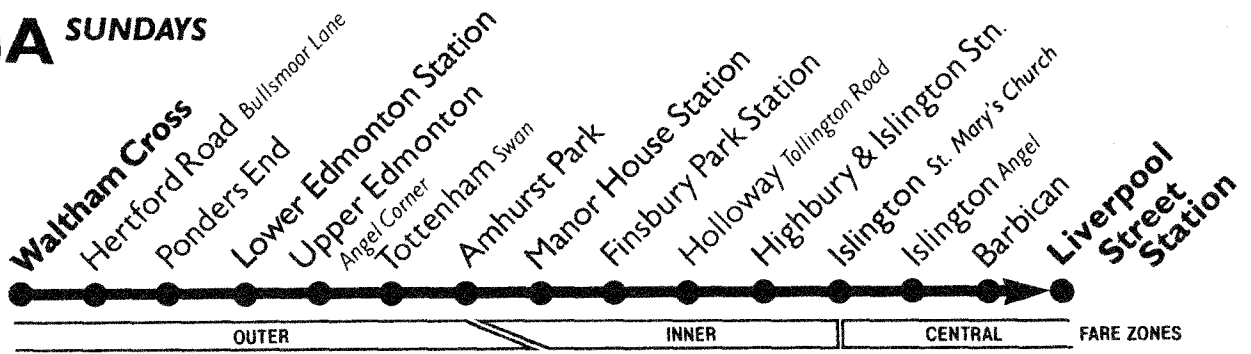 A SUNDAYS
Waltham Cross
Hertford Road Bullsmoor Lane
Ponders End
Lower Edmonton Station
Upper Edmonton
Angel Corner
Tottenham Swan
Amhurst Park
Manor House Station
Finsbury Park Station
Holloway Tollington Road
Highbury & Islington Stn.
Islington St. Mary's Church
Islington Angel
Barbican
Liverpool
Street
Station
OUTER INNER CENTRAL FARE ZONES